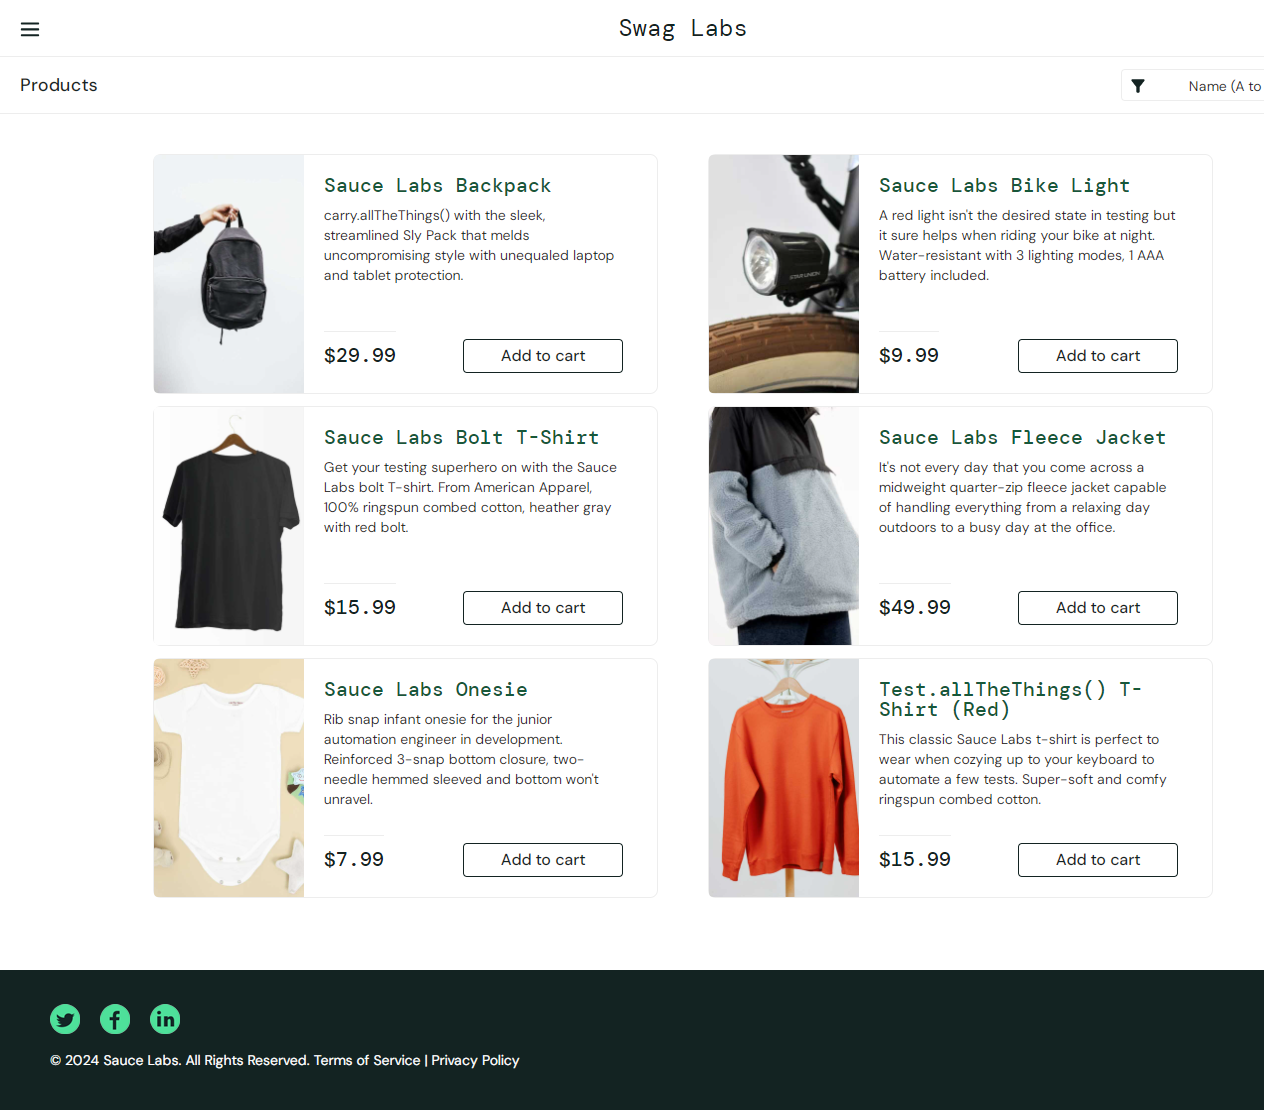 Swag Labs
Products
Name (A to
Sauce Labs Backpack
carry.allTheThings() with the sleek,
streamlined Sly Pack that melds
uncompromising style with unequaled laptop
and tablet protection.
$29.99
Add to cart
Sauce Labs Bike Light
A red light isn't the desired state in testing but
it sure helps when riding your bike at night.
Water-resistant with 3 lighting modes, 1 AAA
battery included.
$9.99
Add to cart
Sauce Labs Bolt T-Shirt
Get your testing superhero on with the Sauce
Labs bolt T-shirt. From American Apparel,
100% ringspun combed cotton, heather gray
with red bolt.
$15.99
Add to cart
Sauce Labs Fleece Jacket
It's not every day that you come across a
midweight quarter-zip fleece jacket capable
of handling everything from a relaxing day
outdoors to a busy day at the office.
$49.99
Add to cart
Sauce Labs Onesie
Rib snap infant onesie for the junior
automation engineer in development.
Reinforced 3-snap bottom closure, two-
needle hemmed sleeved and bottom won't
unravel.
$7.99
Add to cart
Test.allTheThings() T-
Shirt (Red)
This classic Sauce Labs t-shirt is perfect to
wear when cozying up to your keyboard to
automate a few tests. Super-soft and comfy
ringspun combed cotton.
$15.99
Add to cart
© 2024 Sauce Labs. All Rights Reserved. Terms of Service | Privacy Policy